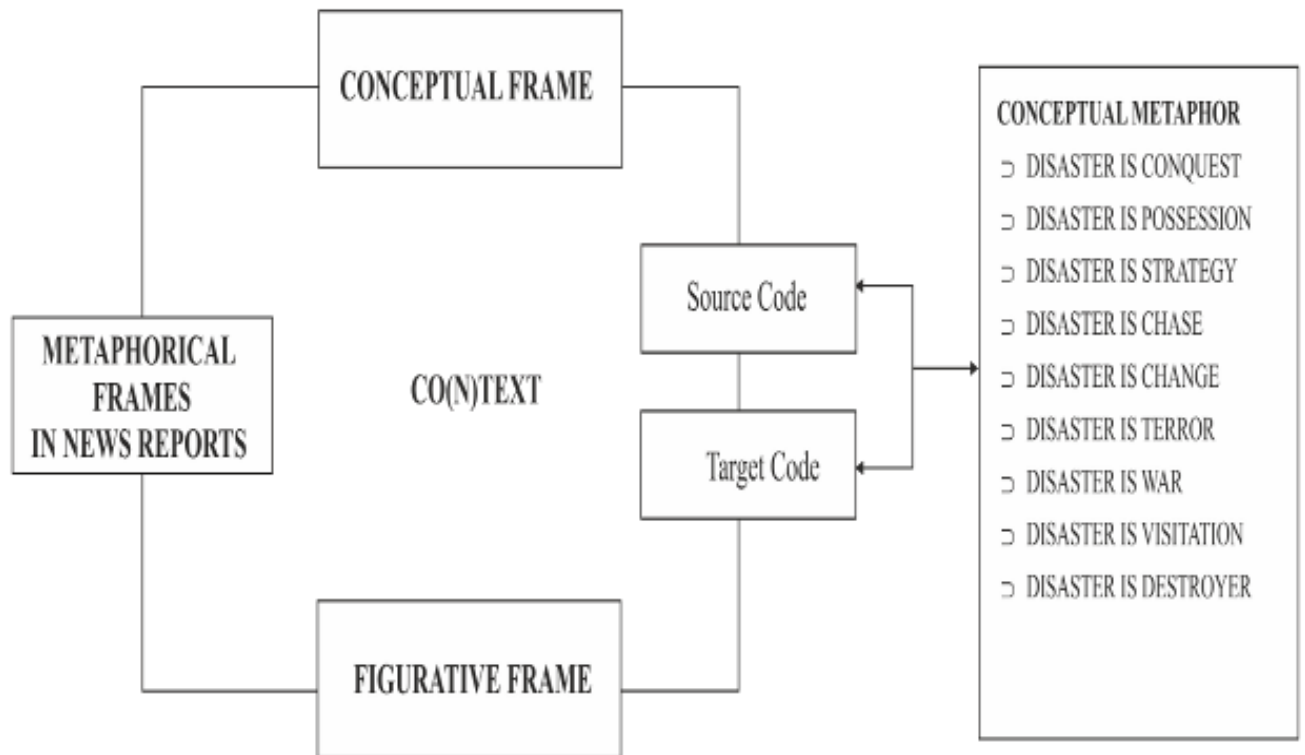 CONCEPTUAL FRAME
METAPHORICAL
FRAMES
IN NEWS REPORTS
CO(N)TEXT
Source Code
Target Code
FIGURATIVE FRAME
CONCEPTUAL METAPHOR
⊃ DISASTER IS CONQUEST
⊃ DISASTER IS POSSESSION
⊃ DISASTER IS STRATEGY
⊃ DISASTER IS CHASE
⊃ DISASTER IS CHANGE
⊃ DISASTER IS TERROR
⊃ DISASTER IS WAR
⊃ DISASTER IS VISITATION
⊃ DISASTER IS DESTROYER